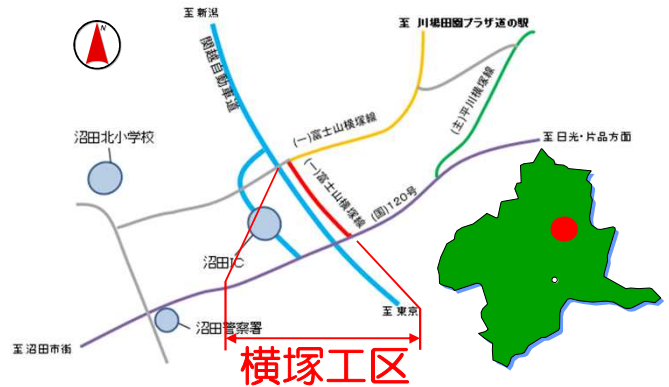 至 新潟
至 川場田園プラザ道の駅
関越自動車道
沼田北小学校
(一)富士山横塚線
(主)平川横塚線
至 日光・片品方面
(一)富士山横塚線
(国)120号
沼田IC
至 東京
沼田警察署
至 沼田市街
横塚工区